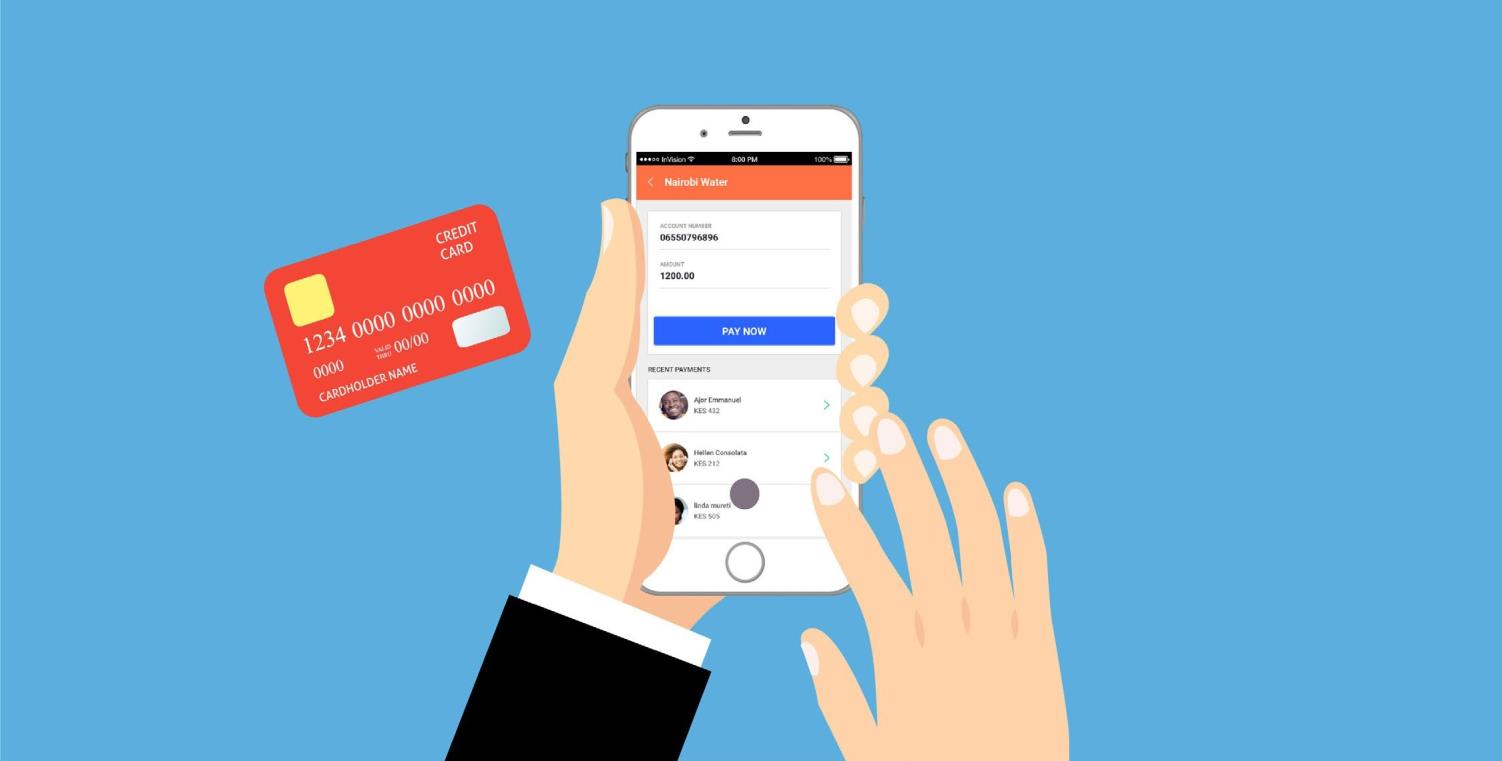 CREDIT
CARD
1234 0000 0000 0000
0000 VALID THRU 00/00
CARDHOLDER NAME
InVision 8:00 PM 100%
Nairobi Water
ACCOUNT NUMBER
06550796896
AMOUNT
1200.00
PAY NOW
RECENT PAYMENTS
Ajor Emmanuel
KES 432
Hellen Consolata
KES 212
linda mureti
KES 505